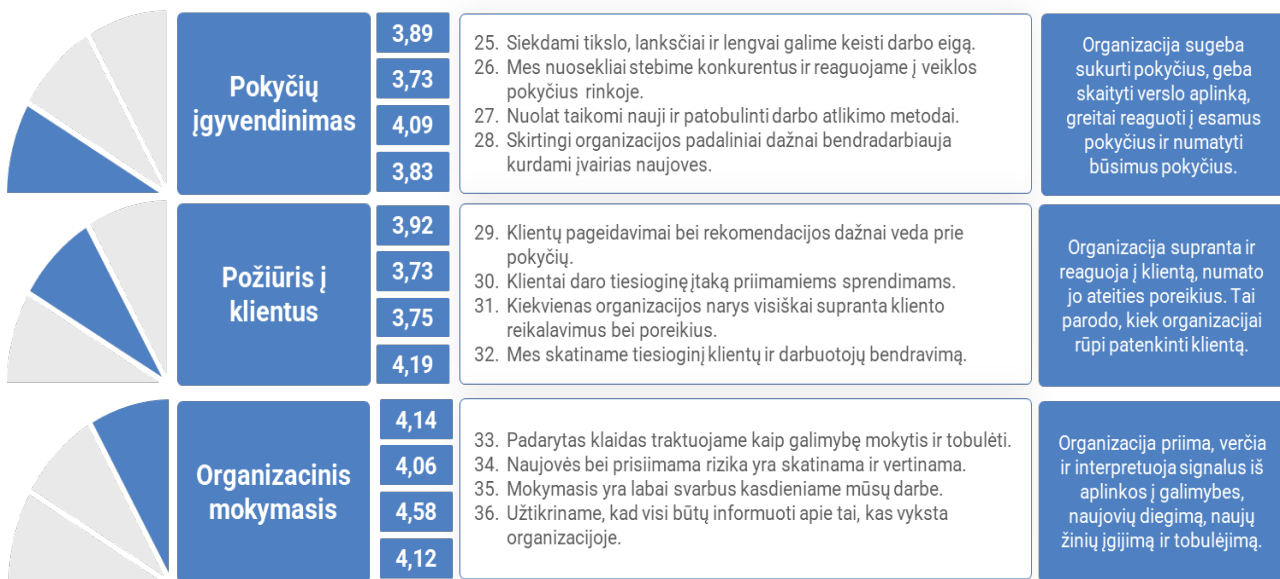 Pokyčių
įgyvendinimas
3,89
3,73
4,09
3,83
25. Siekdami tikslo, lanksčiai ir lengvai galime keisti darbo eigą.
26. Mes nuosekliai stebime konkurentus ir reaguojame į veiklos
pokyčius rinkoje.
27. Nuolat taikomi nauji ir patobulinti darbo atlikimo metodai.
28. Skirtingi organizacijos padaliniai dažnai bendradarbiauja
kurdami įvairias naujoves.
Organizacija sugeba
sukurti pokyčius, geba
skaityti verslo aplinką,
greitai reaguoti į esamus
pokyčius ir numatyti
būsimus pokyčius.
Požiūris į
klientus
3,92
3,73
3,75
4,19
29. Klientų pageidavimai bei rekomendacijos dažnai veda prie
pokyčių.
30. Klientai daro tiesioginę įtaką priimamiems sprendimams.
31. Kiekvienas organizacijos narys visiškai supranta kliento
reikalavimus bei poreikius.
32. Mes skatiname tiesioginį klientų ir darbuotojų bendravimą.
Organizacija supranta ir
reaguoja į klientą, numato
jo ateities poreikius. Tai
parodo, kiek organizacijai
rūpi patenkinti klientą.
Organizacinis
mokymasis
4,14
4,06
4,58
4,12
33. Padarytas klaidas traktuojame kaip galimybę mokytis ir tobulėti.
34. Naujovės bei prisiimama rizika yra skatinama ir vertinama.
35. Mokymasis yra labai svarbus kasdieniame mūsų darbe.
36. Užtikriname, kad visi būtų informuoti apie tai, kas vyksta
organizacijoje.
Organizacija priima, verčia
ir interpretuoja signalus iš
aplinkos į galimybes,
naujovių diegimą, naujų
žinių įgijimą ir tobulėjimą.